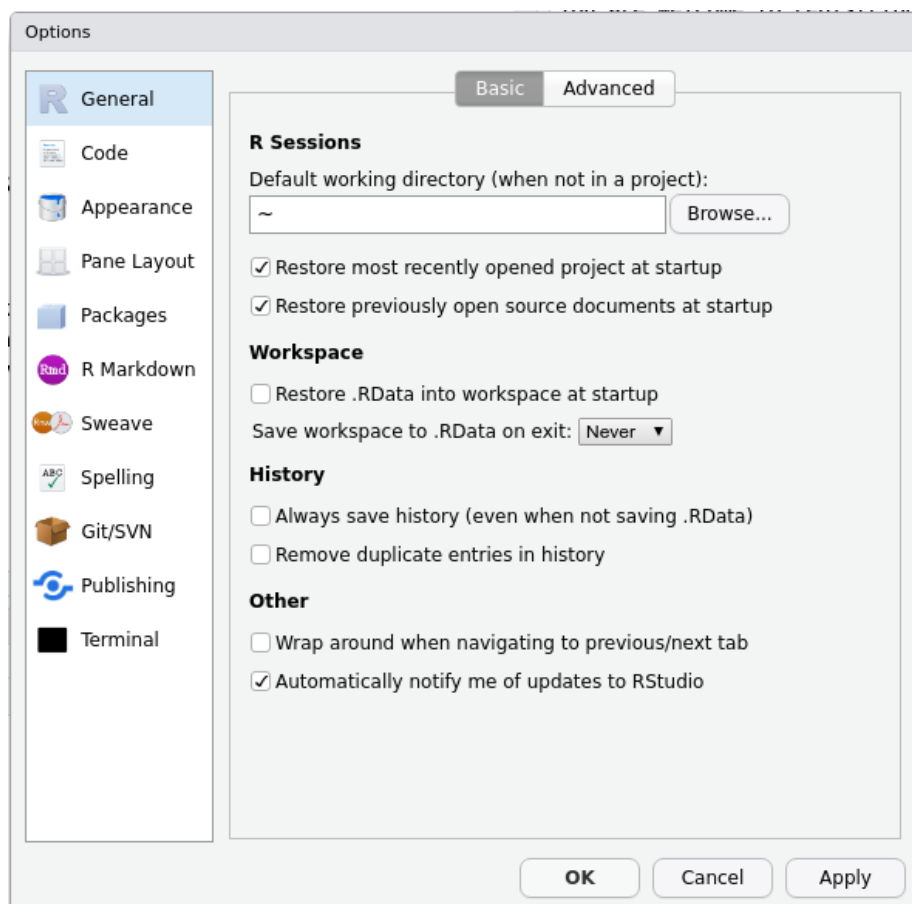 Options
General
Code
Appearance
Pane Layout
Packages
Rmd R Markdown
Sweave
ABC Spelling
Git/SVN
Publishing
Terminal
Basic Advanced
R Sessions
Default working directory (when not in a project):
~ Browse...
Restore most recently opened project at startup
Restore previously open source documents at startup
Workspace
Restore .RData into workspace at startup
Save workspace to .RData on exit: Never
History
Always save history (even when not saving .RData)
Remove duplicate entries in history
Other
Wrap around when navigating to previous/next tab
Automatically notify me of updates to RStudio
OK Cancel Apply